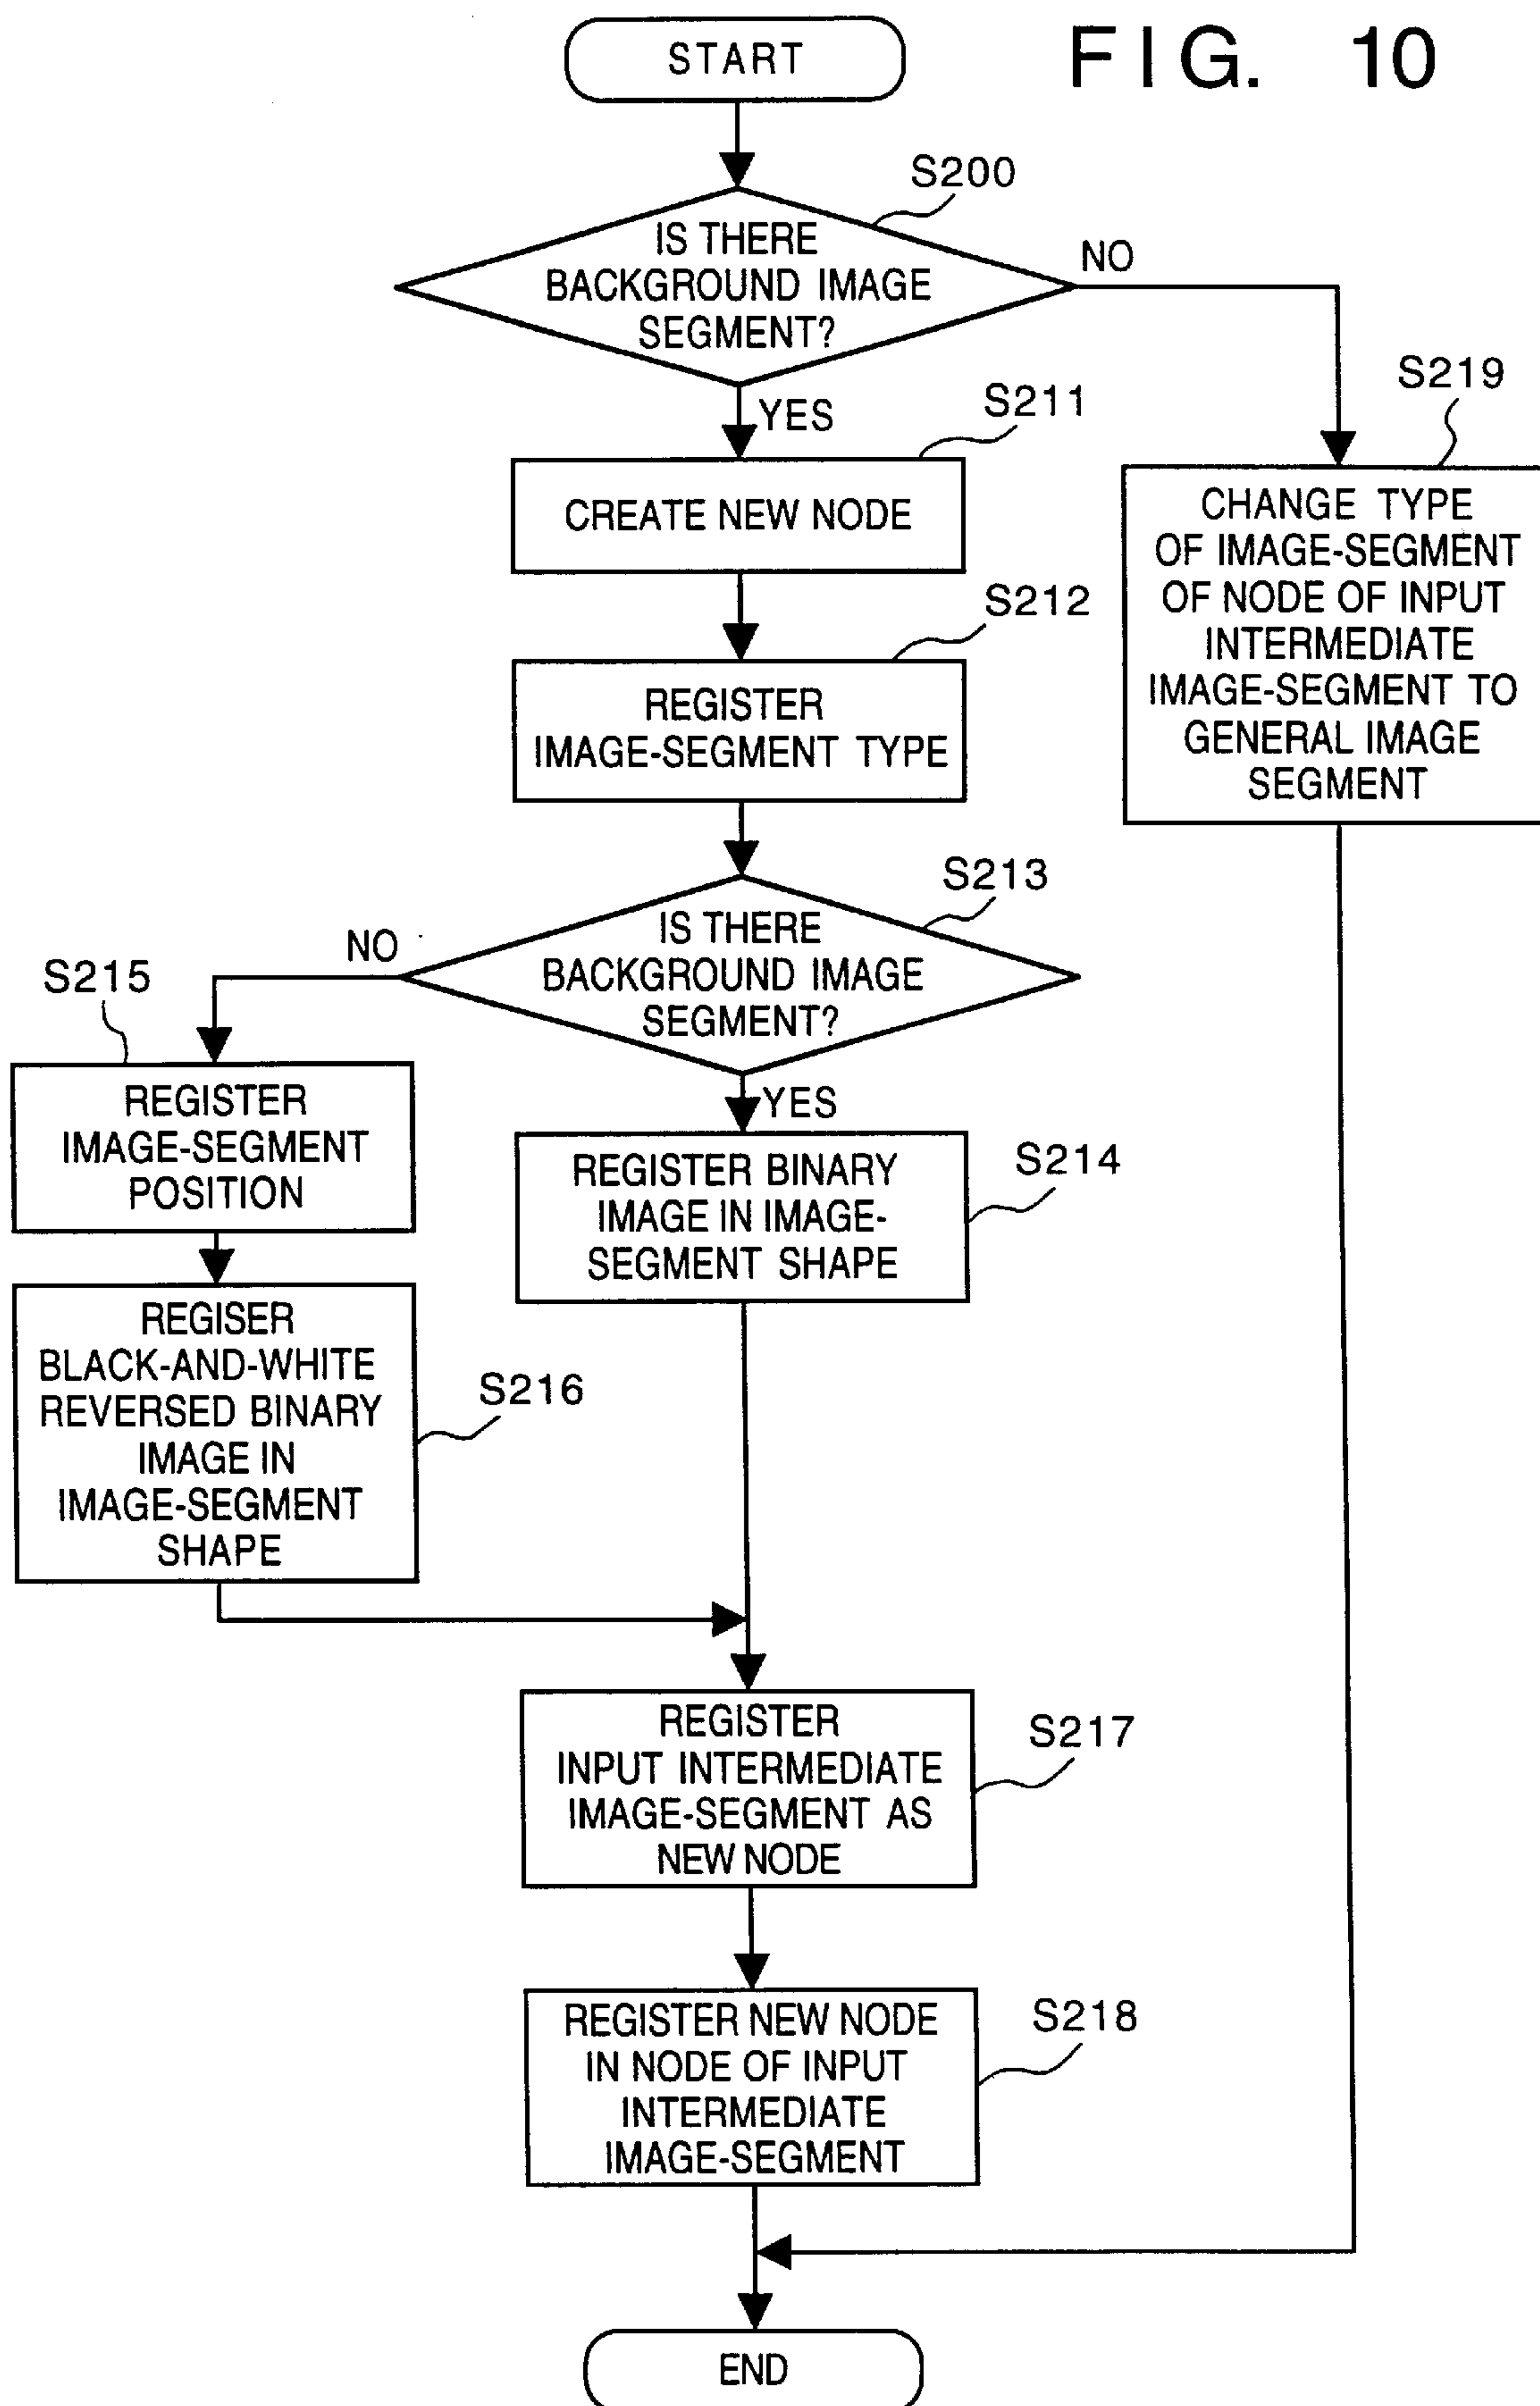 START
FIG. 10
S200
IS THERE
BACKGROUND IMAGE
SEGMENT?
NO
YES
S211
CREATE NEW NODE
S219
CHANGE TYPE
OF IMAGE-SEGMENT
OF NODE OF INPUT
INTERMEDIATE
IMAGE-SEGMENT TO
GENERAL IMAGE
SEGMENT
S212
REGISTER
IMAGE-SEGMENT TYPE
S213
IS THERE
BACKGROUND IMAGE
SEGMENT?
NO
YES
S215
REGISTER
IMAGE-SEGMENT
POSITION
S214
REGISTER BINARY
IMAGE IN IMAGE-
SEGMENT SHAPE
REGISER
BLACK-AND-WHITE
REVERSED BINARY
IMAGE IN
IMAGE-SEGMENT
SHAPE
S216
REGISTER
INPUT INTERMEDIATE
IMAGE-SEGMENT AS
NEW NODE
S217
REGISTER NEW NODE
IN NODE OF INPUT
INTERMEDIATE
IMAGE-SEGMENT
S218
END